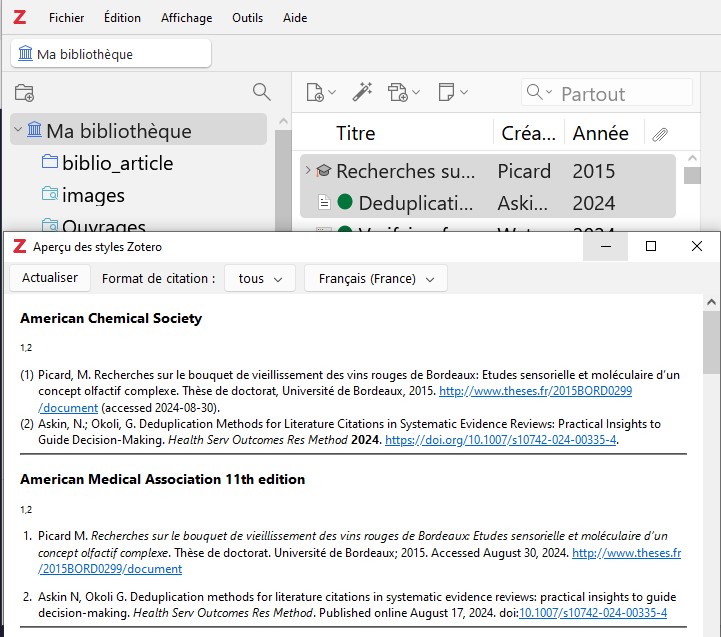 Z Fichier Édition Affichage Outils Aide
Ma bibliothèque
Partout
Ma bibliothèque
biblio_article
images
Ouvrages
Titre Créa... Année
Recherches su... Picard 2015
Deduplicati... Aski... 2024
2024
Z Aperçu des styles Zotero
Actualiser Format de citation : tous Français (France)
American Chemical Society
1,2
(1) Picard, M. Recherches sur le bouquet de vieillissement des vins rouges de Bordeaux: Etudes sensorielle et moléculaire d’un
concept olfactif complexe. Thèse de doctorat, Université de Bordeaux, 2015. http://www.theses.fr/2015BORD0299
/document (accessed 2024-08-30).
(2) Askin, N.; Okoli, G. Deduplication Methods for Literature Citations in Systematic Evidence Reviews: Practical Insights to
Guide Decision-Making. Health Serv Outcomes Res Method 2024. https://doi.org/10.1007/s10742-024-00335-4.
American Medical Association 11th edition
1,2
1. Picard M. Recherches sur le bouquet de vieillissement des vins rouges de Bordeaux: Etudes sensorielle et moléculaire d’un
concept olfactif complexe. Thèse de doctorat. Université de Bordeaux; 2015. Accessed August 30, 2024. http://www.theses.fr
/2015BORD0299/document
2. Askin N, Okoli G. Deduplication methods for literature citations in systematic evidence reviews: practical insights to guide
decision-making. Health Serv Outcomes Res Method. Published online August 17, 2024. doi:10.1007/s10742-024-00335-4